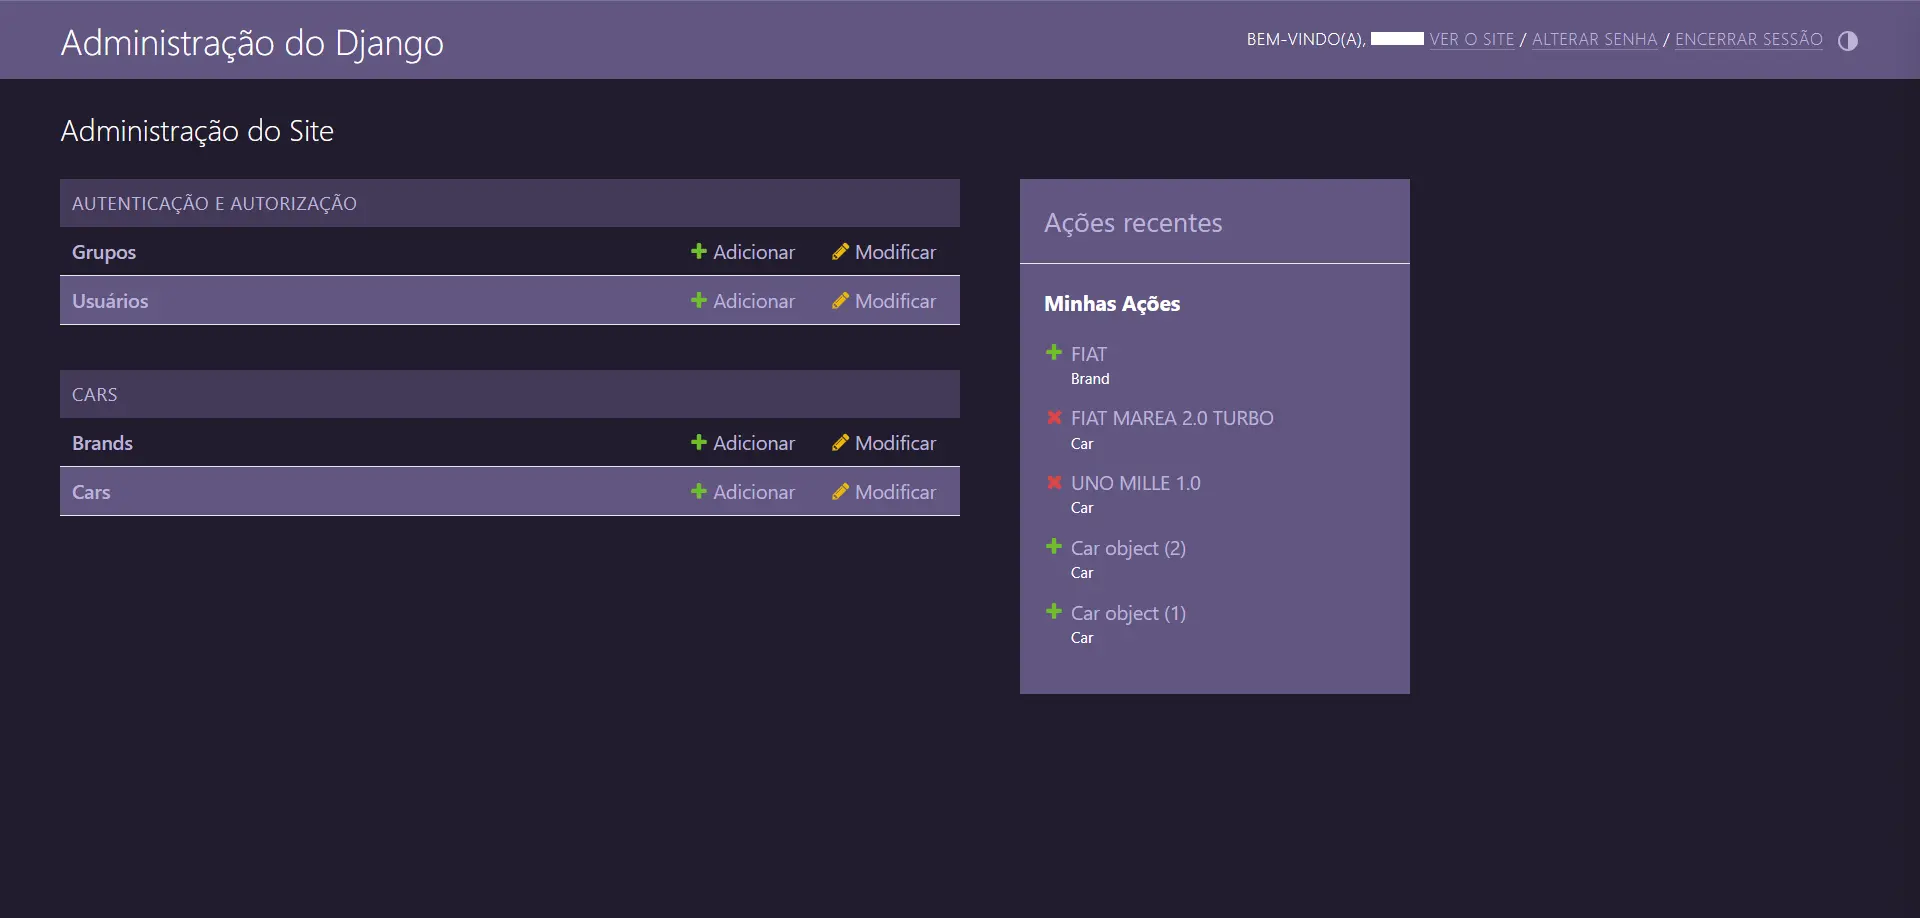 Administração do Django
BEM-VINDO(A), VER O SITE / ALTERAR SENHA / ENCERRAR SESSÃO
Administração do Site
AUTENTICAÇÃO E AUTORIZAÇÃO
Grupos Adicionar Modificar
Usuários Adicionar Modificar
CARS
Brands Adicionar Modificar
Cars Adicionar Modificar
Ações recentes
Minhas Ações
FIAT
Brand
FIAT MAREA 2.0 TURBO
Car
UNO MILLE 1.0
Car
Car object (2)
Car
Car object (1)
Car